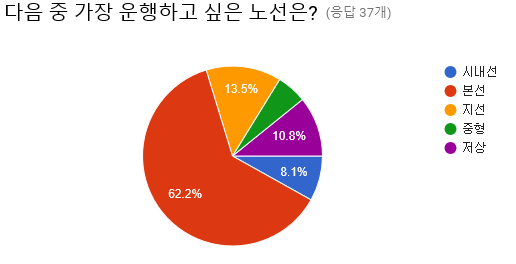 다음 중 가장 운행하고 싶은 노선은? (응답 37개)
시내선
본선
지선
중형
저상
13.5%
10.8%
8.1%
62.2%